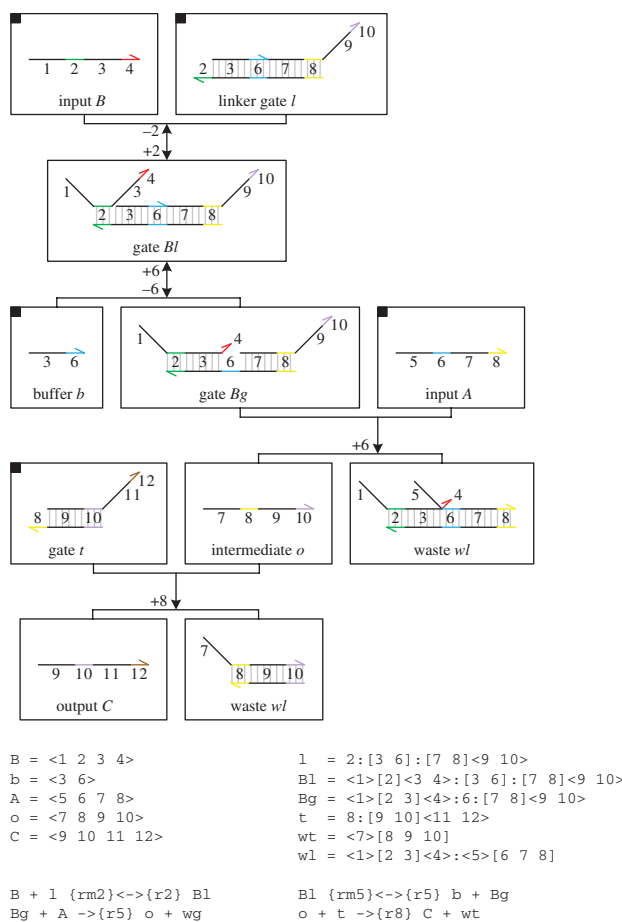 1 2 3 4
input B
2 3 6 7 8 9 10
linker gate l
−2
+2
1 2 3 4 3 6 7 8 9 10
gate Bl
+6
−6
3 6
buffer b
1 2 3 4 6 7 8 9 10
gate Bg
5 6 7 8
input A
+6
8 9 10 11 12
gate t
7 8 9 10
intermediate o
1 2 3 5 4 6 7 8
waste wl
+8
9 10 11 12
output C
7 8 9 10
waste wl
B = <1 2 3 4>
b = <3 6>
A = <5 6 7 8>
o = <7 8 9 10>
C = <9 10 11 12>
l = 2:[3 6]:[7 8]<9 10>
Bl = <1>[2]<3 4>:[3 6]:[7 8]<9 10>
Bg = <1>[2 3]<4>:6:[7 8]<9 10>
t = 8:[9 10]<11 12>
wt = <7>[8 9 10]
wl = <1>[2 3]<4>:<5>[6 7 8]
B + l {rm2}<->{r2} Bl
Bg + A ->{r5} o + wg
Bl {rm5}<->{r5} b + Bg
o + t ->{r8} C + wt